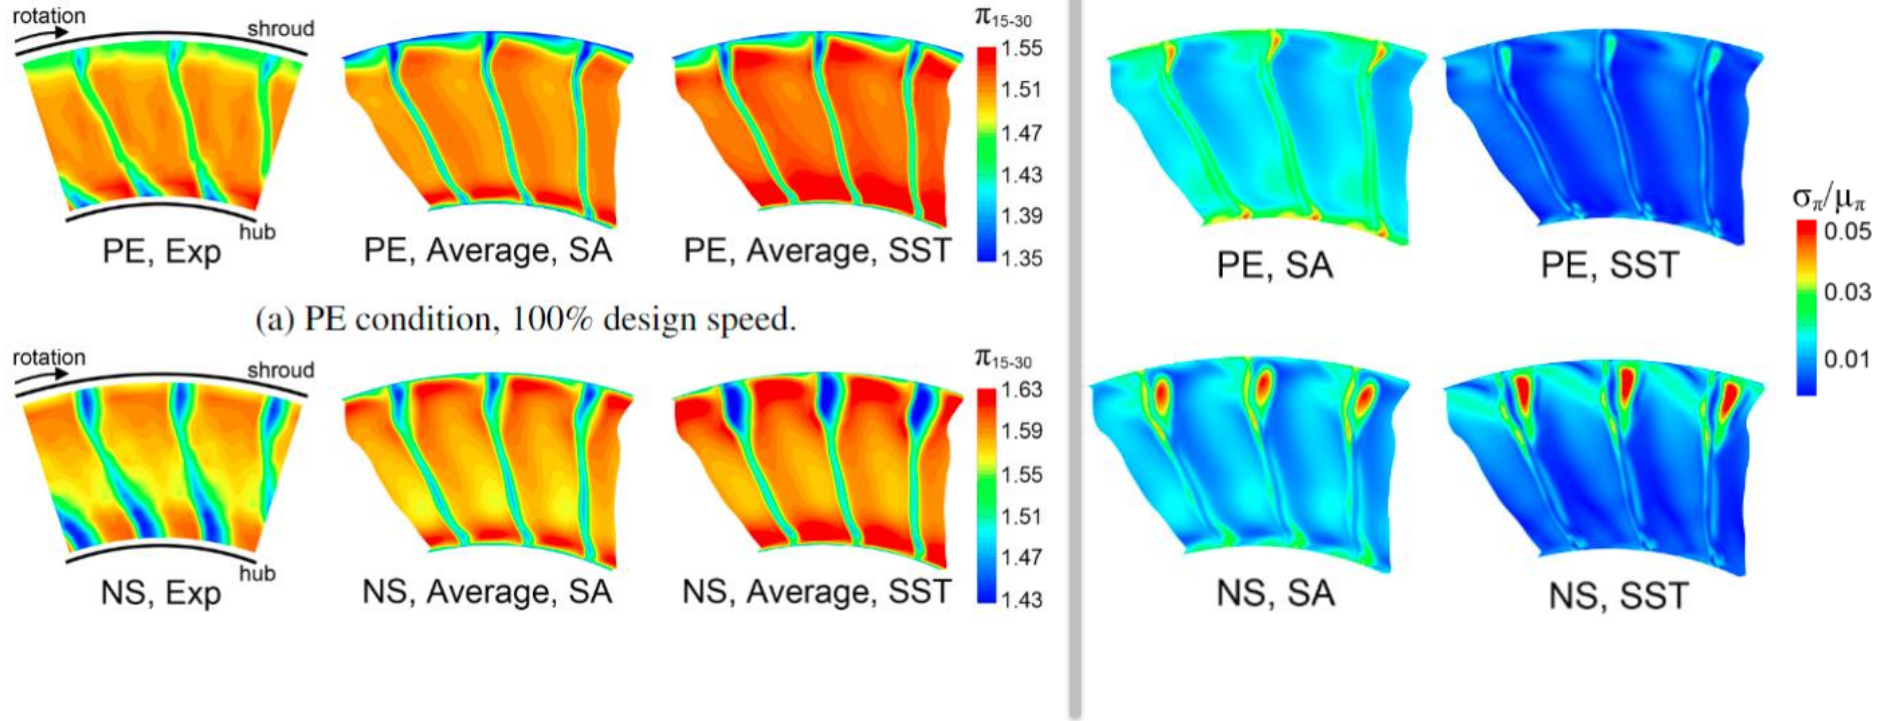 rotation
shroud
π15-30
1.55
1.51
1.47
1.43
1.39
1.35
hub
PE, Exp
PE, Average, SA
PE, Average, SST
(a) PE condition, 100% design speed.
rotation
shroud
π15-30
1.63
1.59
1.55
1.51
1.47
1.43
hub
NS, Exp
NS, Average, SA
NS, Average, SST
PE, SA
PE, SST
σπ/μπ
0.05
0.03
0.01
NS, SA
NS, SST